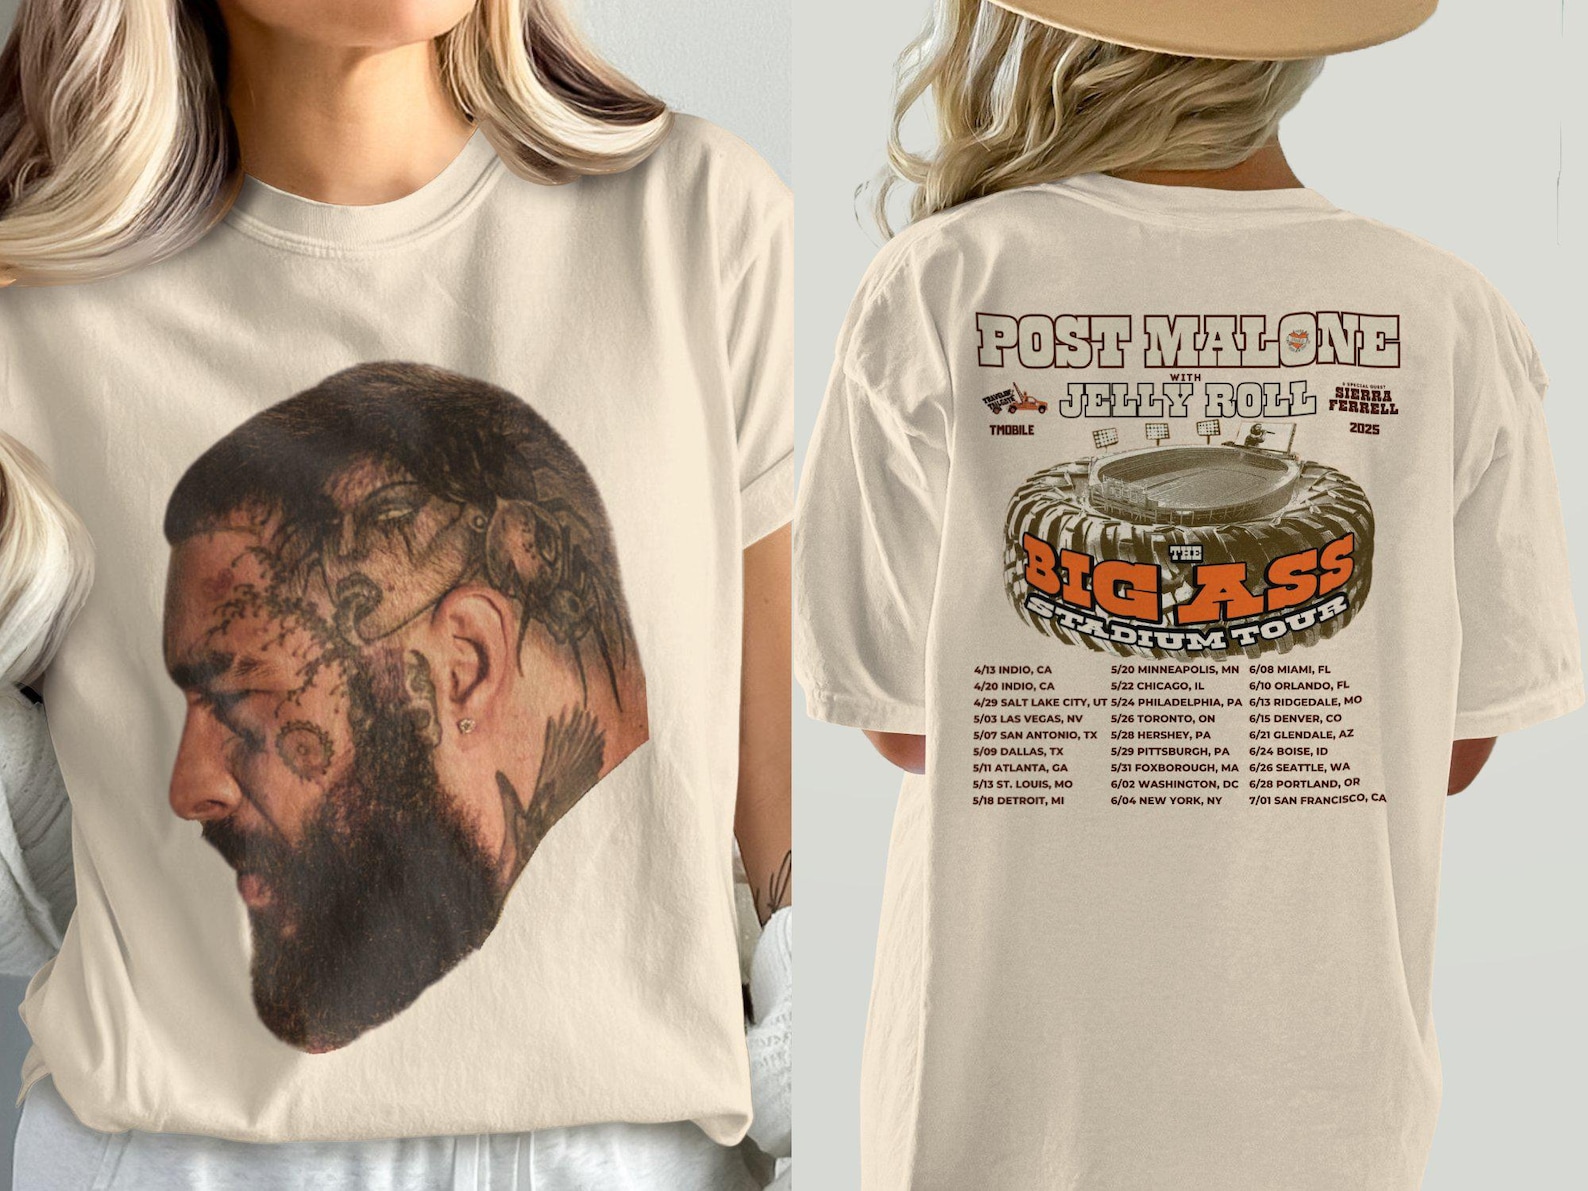 POST MALONE
WITH
JELLY ROLL
TRAVELIN' TAILGATE
TMOBILE
SPECIAL GUEST
SIERRA
FERRELL
2025
THE
BIG ASS
STADIUM TOUR
4/13 INDIO, CA
4/20 INDIO, CA
4/29 SALT LAKE CITY, UT
5/03 LAS VEGAS, NV
5/07 SAN ANTONIO, TX
5/09 DALLAS, TX
5/11 ATLANTA, GA
5/13 ST. LOUIS, MO
5/18 DETROIT, MI
5/20 MINNEAPOLIS, MN
5/22 CHICAGO, IL
5/24 PHILADELPHIA, PA
5/26 TORONTO, ON
5/28 HERSHEY, PA
5/29 PITTSBURGH, PA
5/31 FOXBOROUGH, MA
6/02 WASHINGTON, DC
6/04 NEW YORK, NY
6/08 MIAMI, FL
6/10 ORLANDO, FL
6/13 RIDGEDALE, MO
6/15 DENVER, CO
6/21 GLENDALE, AZ
6/24 BOISE, ID
6/26 SEATTLE, WA
6/28 PORTLAND, OR
7/01 SAN FRANCISCO, CA